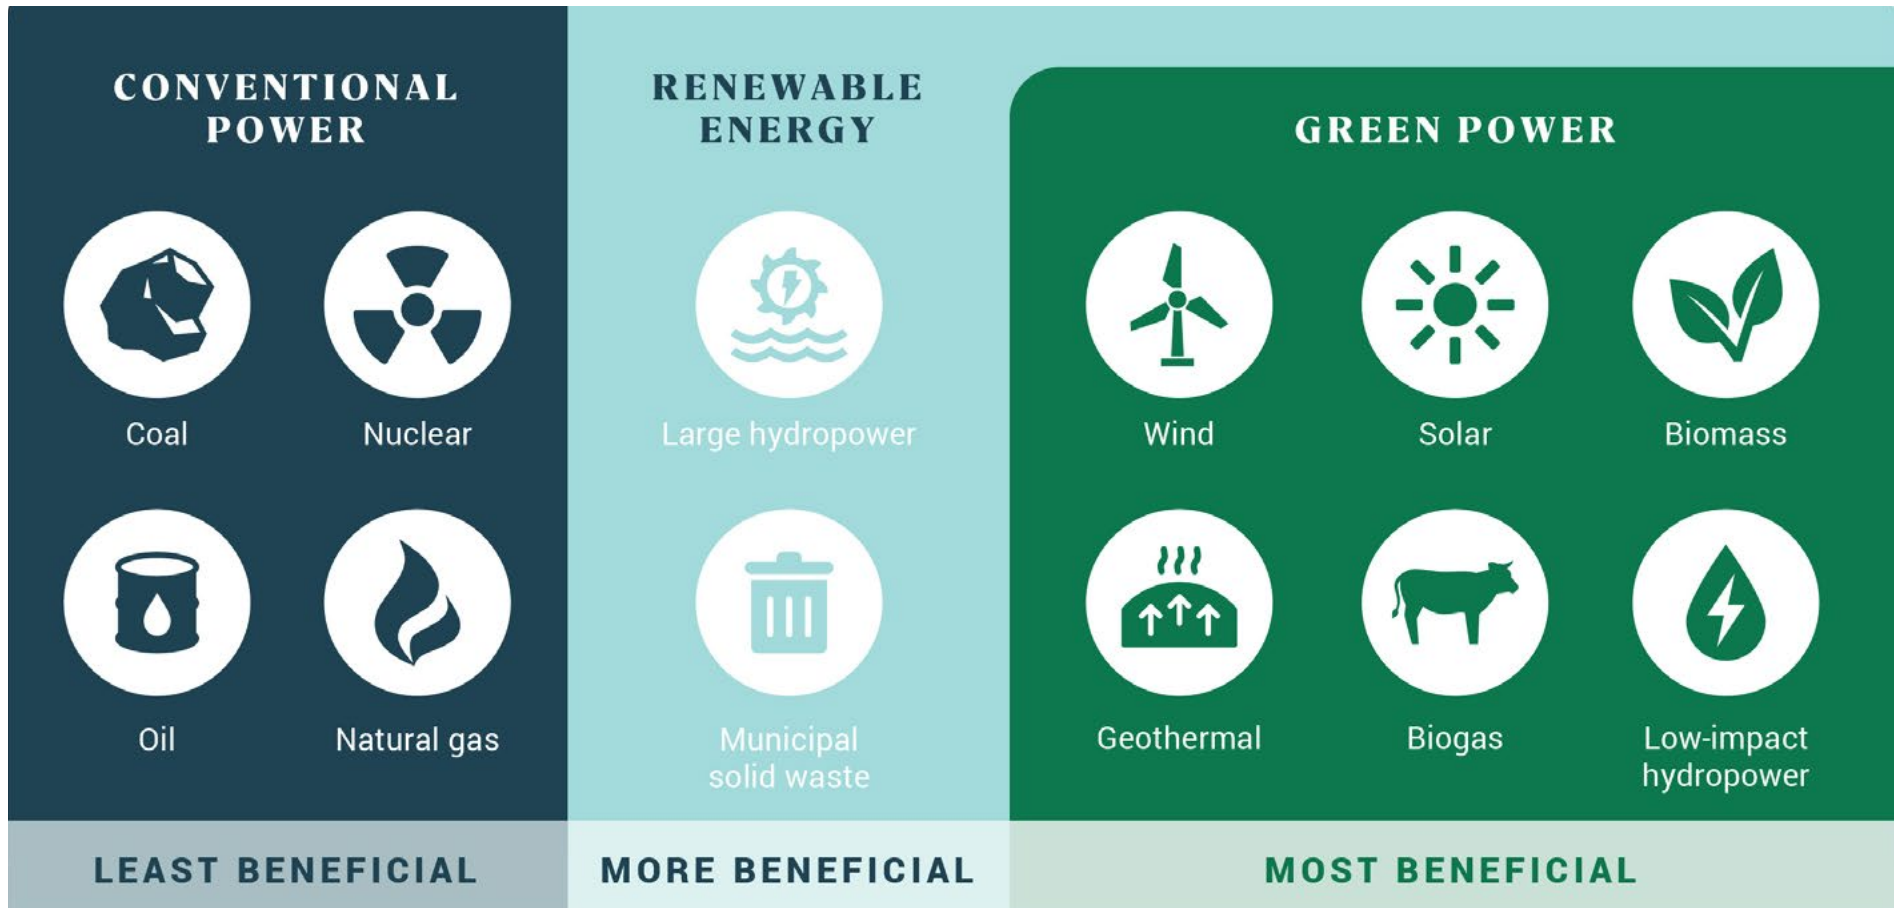 CONVENTIONAL
POWER
Coal
Nuclear
Oil
Natural gas
LEAST BENEFICIAL
RENEWABLE
ENERGY
Large hydropower
Municipal
solid waste
MORE BENEFICIAL
GREEN POWER
Wind
Solar
Biomass
Geothermal
Biogas
Low-impact
hydropower
MOST BENEFICIAL